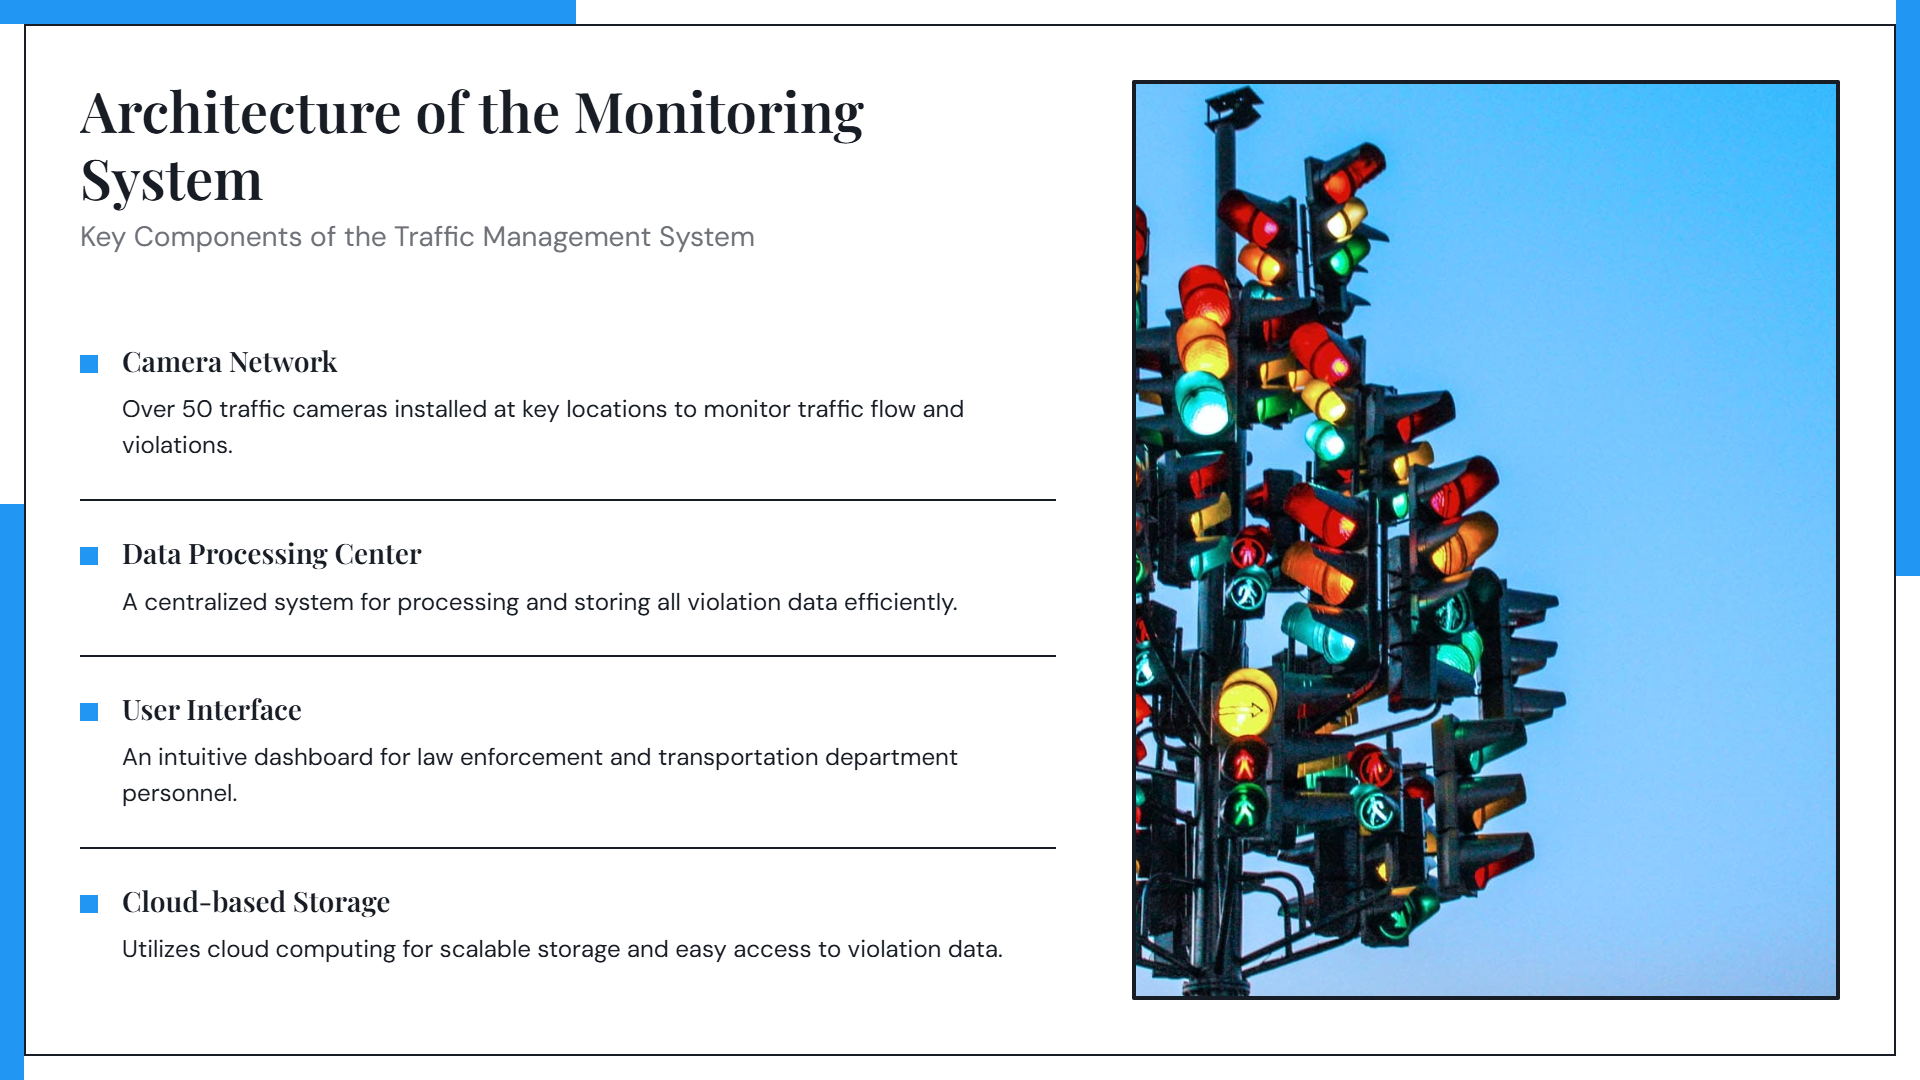 Architecture of the Monitoring
System
Key Components of the Traffic Management System
Camera Network
Over 50 traffic cameras installed at key locations to monitor traffic flow and
violations.
Data Processing Center
A centralized system for processing and storing all violation data efficiently.
User Interface
An intuitive dashboard for law enforcement and transportation department
personnel.
Cloud-based Storage
Utilizes cloud computing for scalable storage and easy access to violation data.